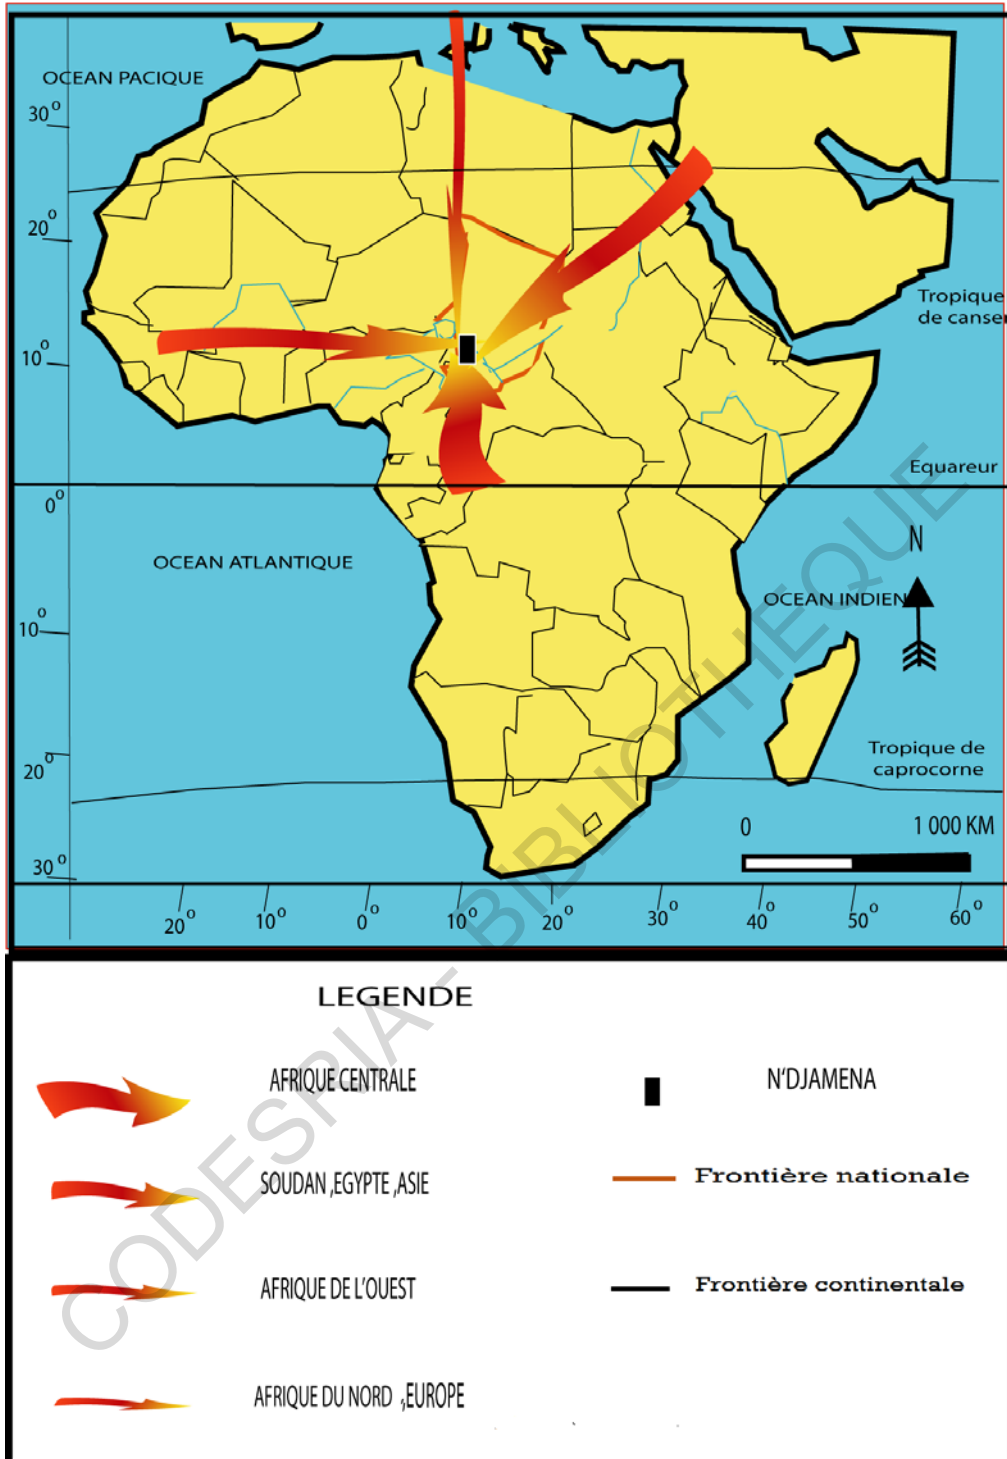 OCEAN PACIQUE
30°
20°
Tropique
de canser
10°
Equareur
0°
N
OCEAN ATLANTIQUE
OCEAN INDIEN
10°
20°
Tropique de
caprocorne
0 1 000 KM
30°
20° 10° 0° 10° 20° 30° 40° 50° 60°
LEGENDE
AFRIQUE CENTRALE
N'DJAMENA
SOUDAN ,EGYPTE ,ASIE
Frontière nationale
AFRIQUE DE L'OUEST
Frontière continentale
AFRIQUE DU NORD ,EUROPE
CODESRIA - BIBLIOTHEQUE